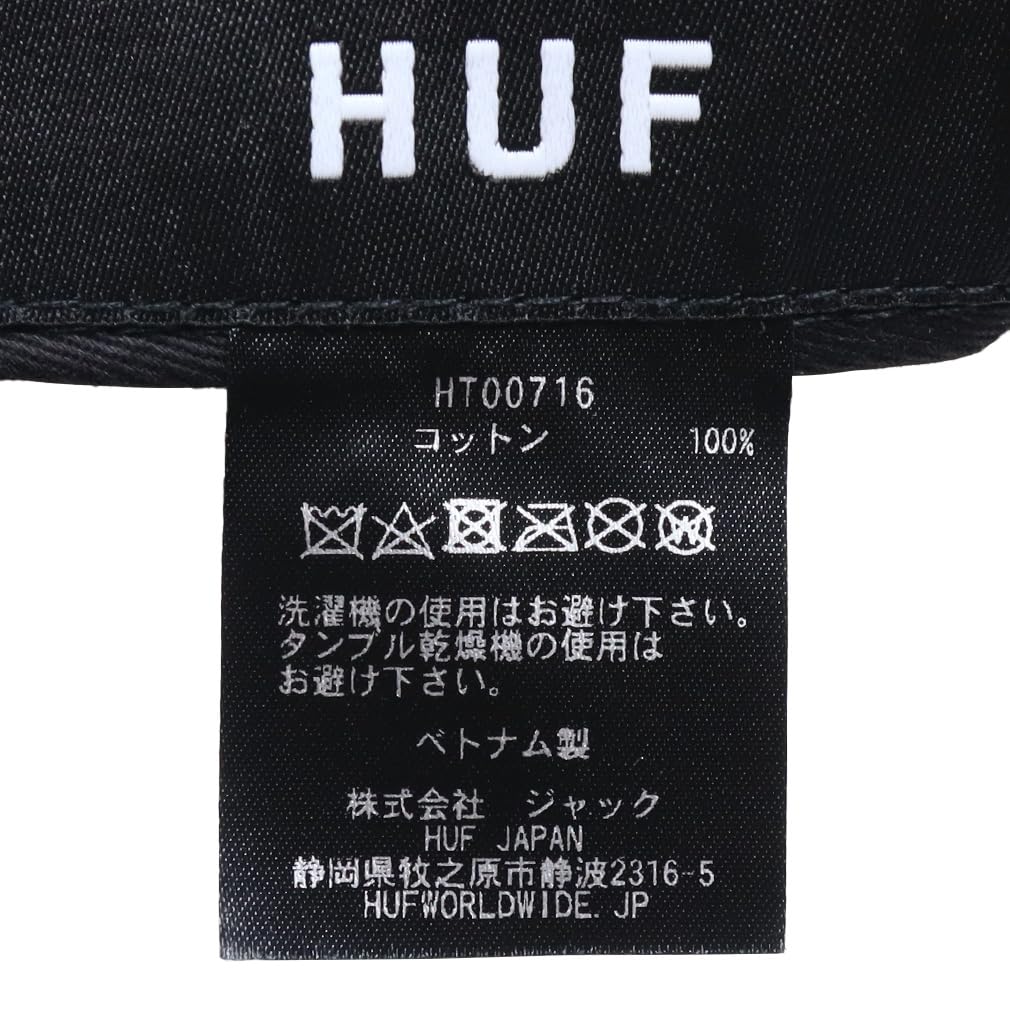 HUF
HT00716
コットン 100%
W
洗濯機の使用はお避け下さい。
タンブル乾燥機の使用は
お避け下さい。
ベトナム製
株式会社 ジャック
HUF JAPAN
静岡県牧之原市静波2316-5
HUFWORLDWIDE.JP